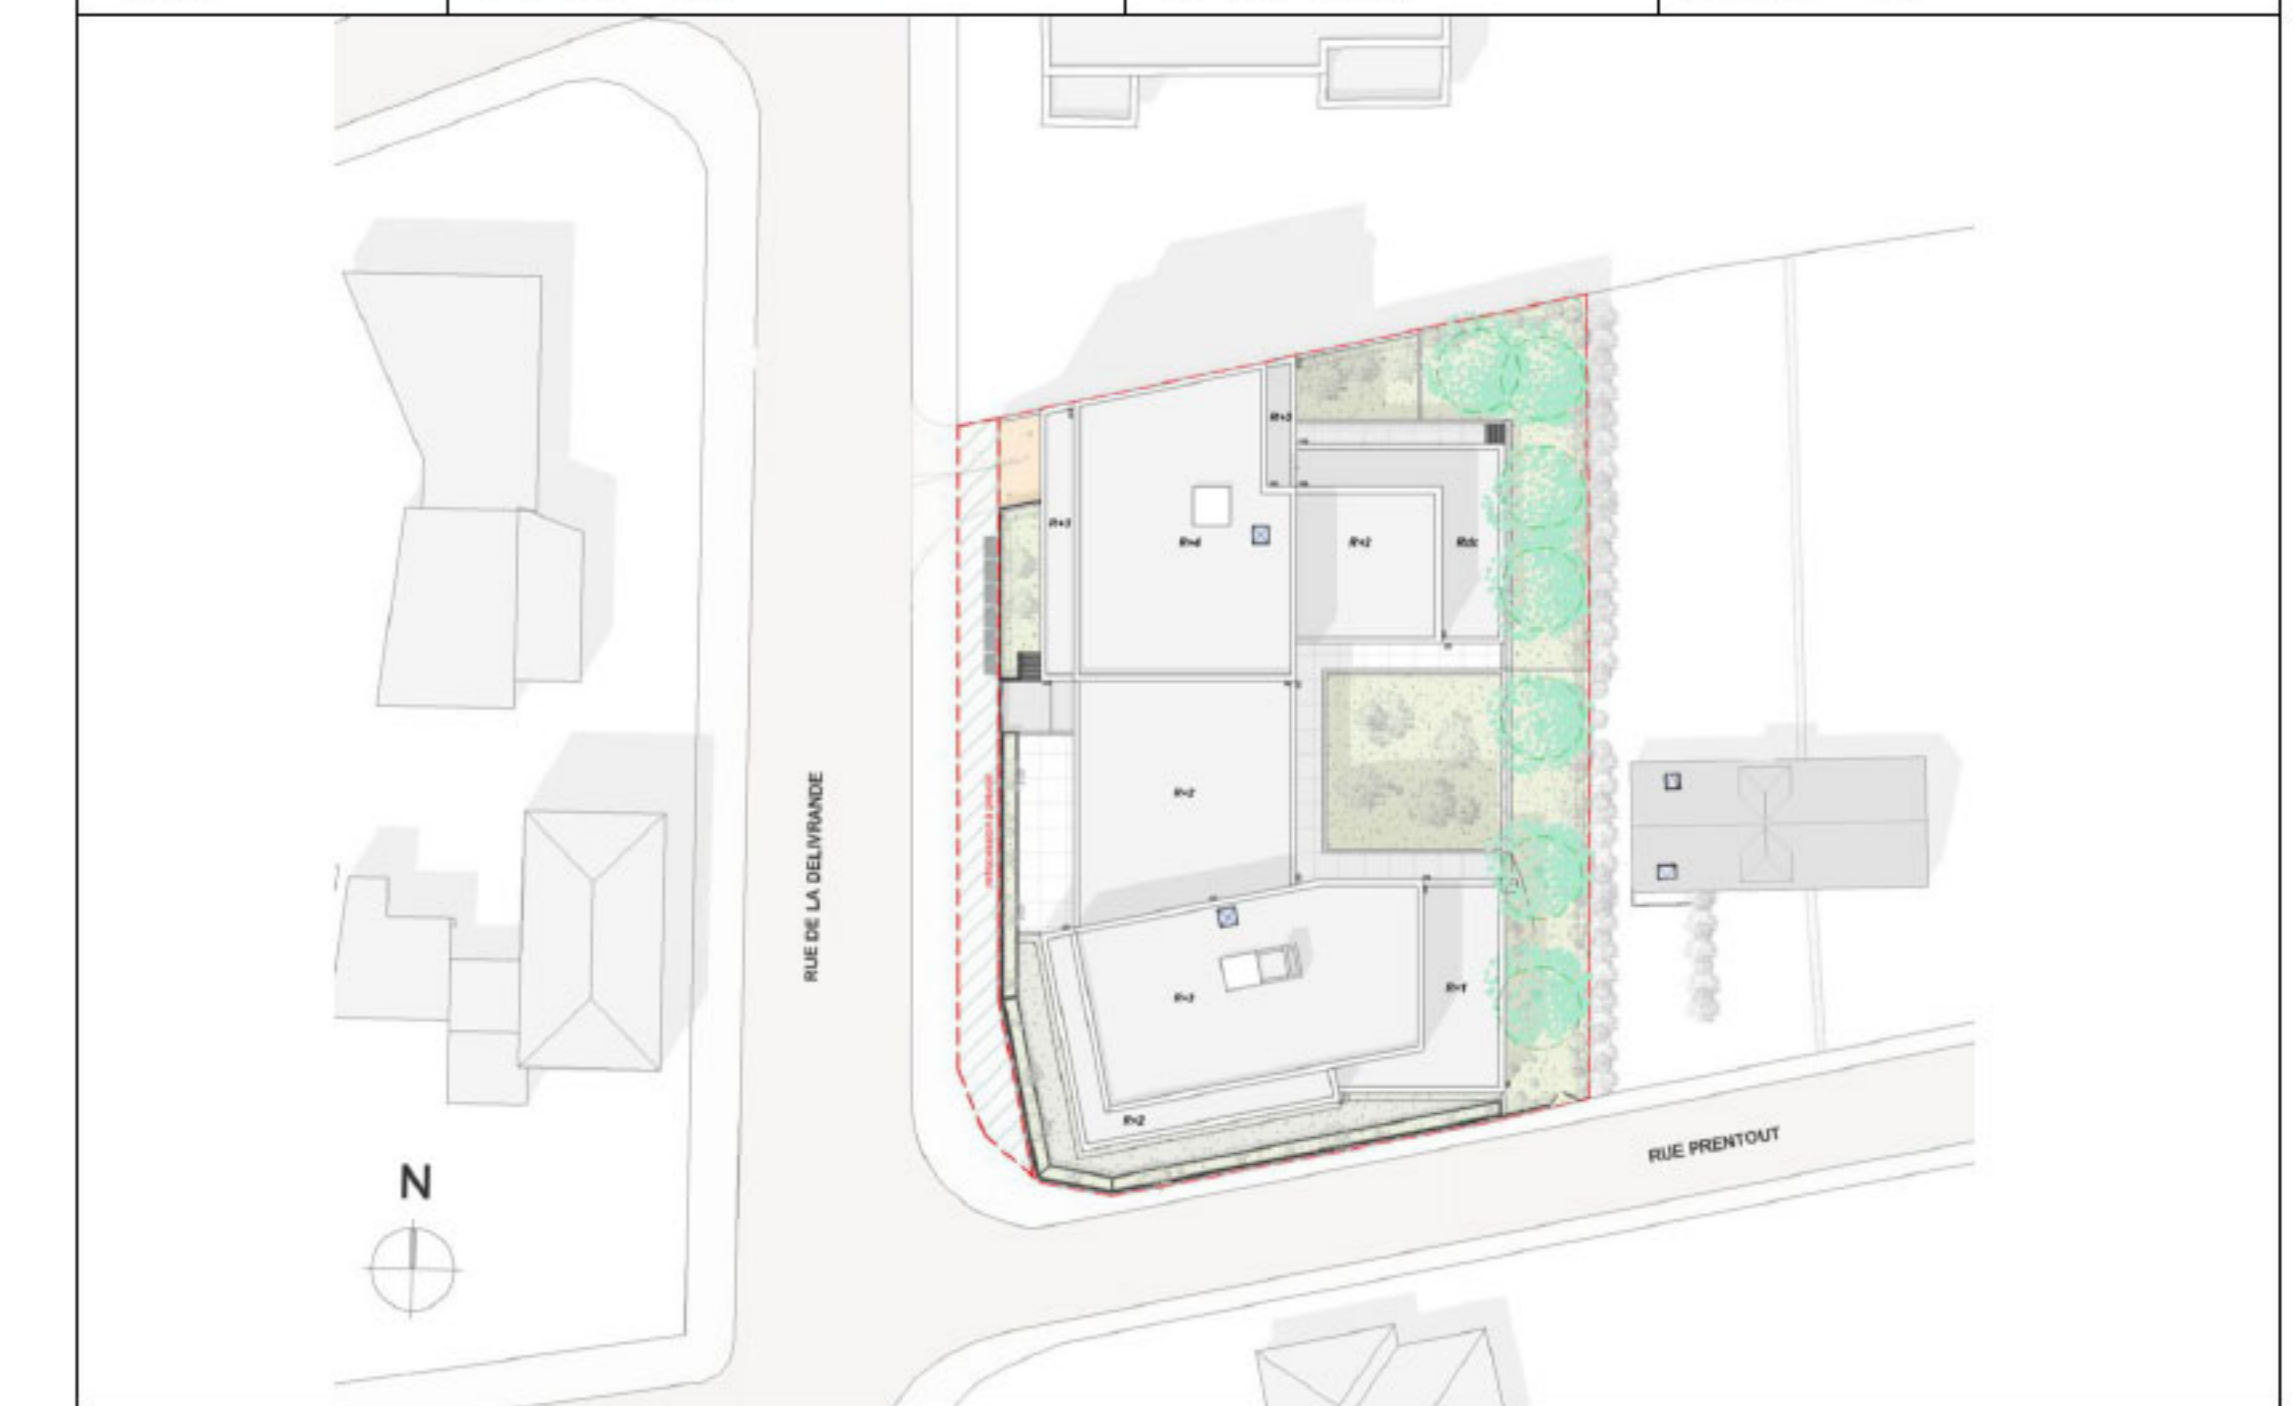 R+3
R+3
R+4
R+2
Rdc
RUE DE LA DELIVRANDE
R+2
R+3
R+1
R+2
RUE PRENTOUT
N